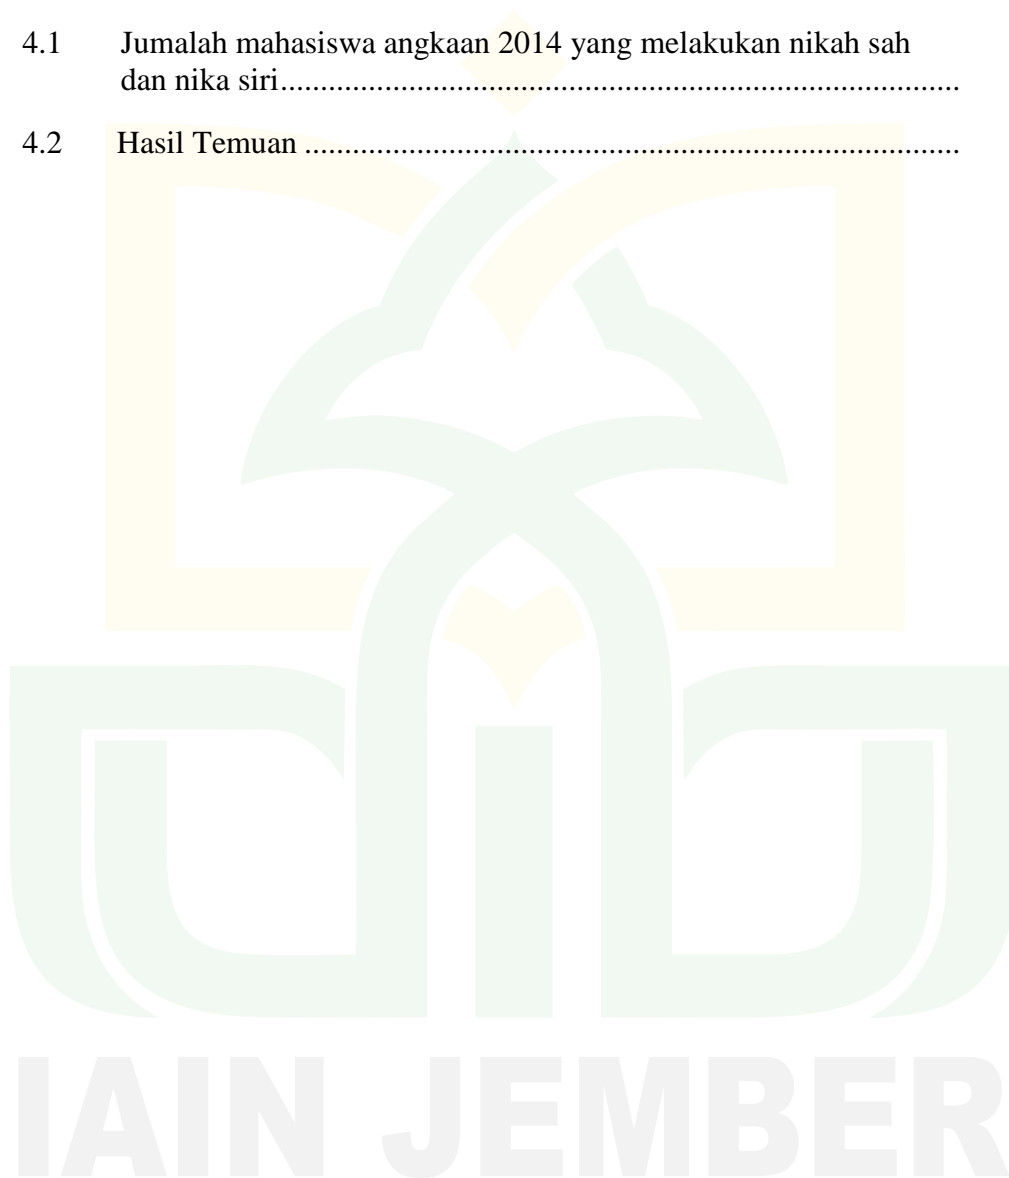 4.1 Jumalah mahasiswa angkaan 2014 yang melakukan nikah sah
dan nika siri.....................................................................................
4.2 Hasil Temuan ..................................................................................
IAIN JEMBER